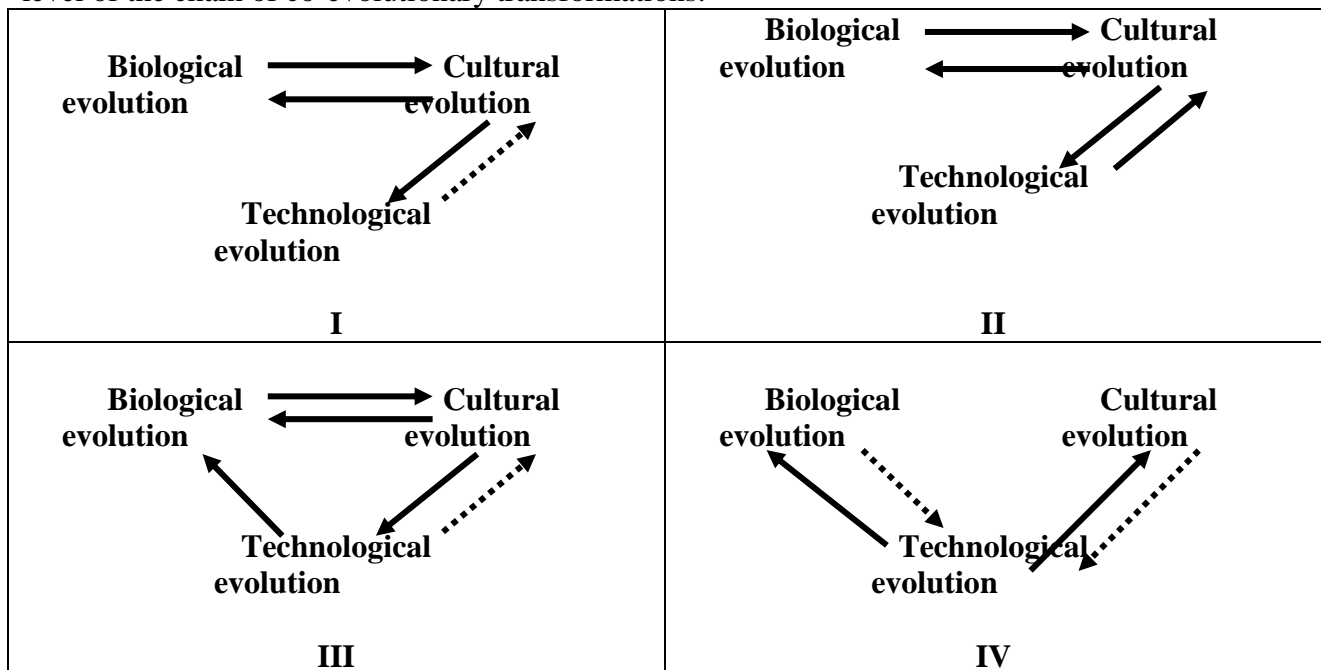 level of the chain of co-evolutionary transformations.
Biological
evolution
Cultural
evolution
Technological
evolution
I
Biological
evolution
Cultural
evolution
Technological
evolution
II
Biological
evolution
Cultural
evolution
Technological
evolution
III
Biological
evolution
Cultural
evolution
Technological
evolution
IV